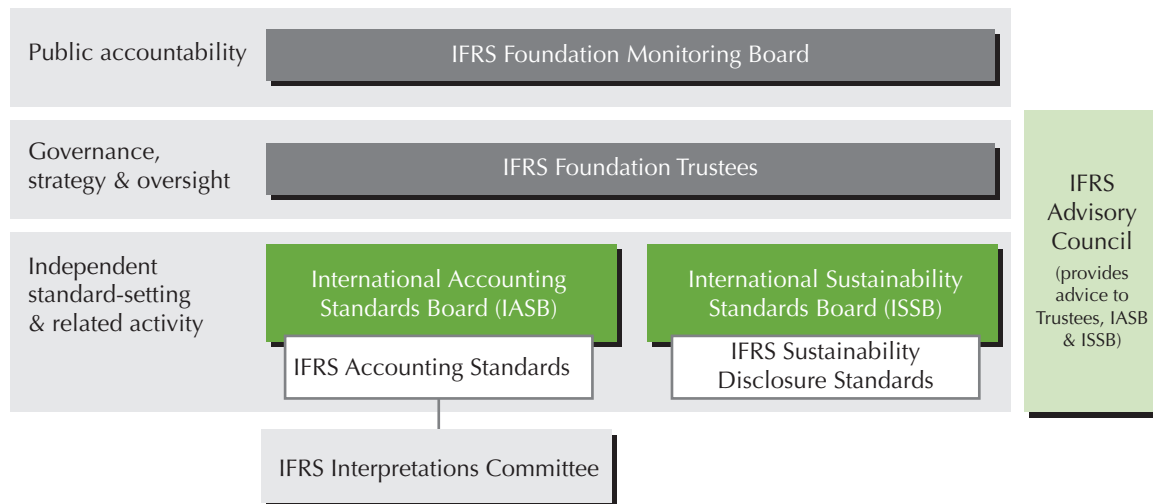 Public accountability
IFRS Foundation Monitoring Board
Governance,
strategy & oversight
IFRS Foundation Trustees
Independent
standard-setting
& related activity
International Accounting
Standards Board (IASB)
IFRS Accounting Standards
International Sustainability
Standards Board (ISSB)
IFRS Sustainability
Disclosure Standards
IFRS Interpretations Committee
IFRS
Advisory
Council
(provides
advice to
Trustees, IASB
& ISSB)